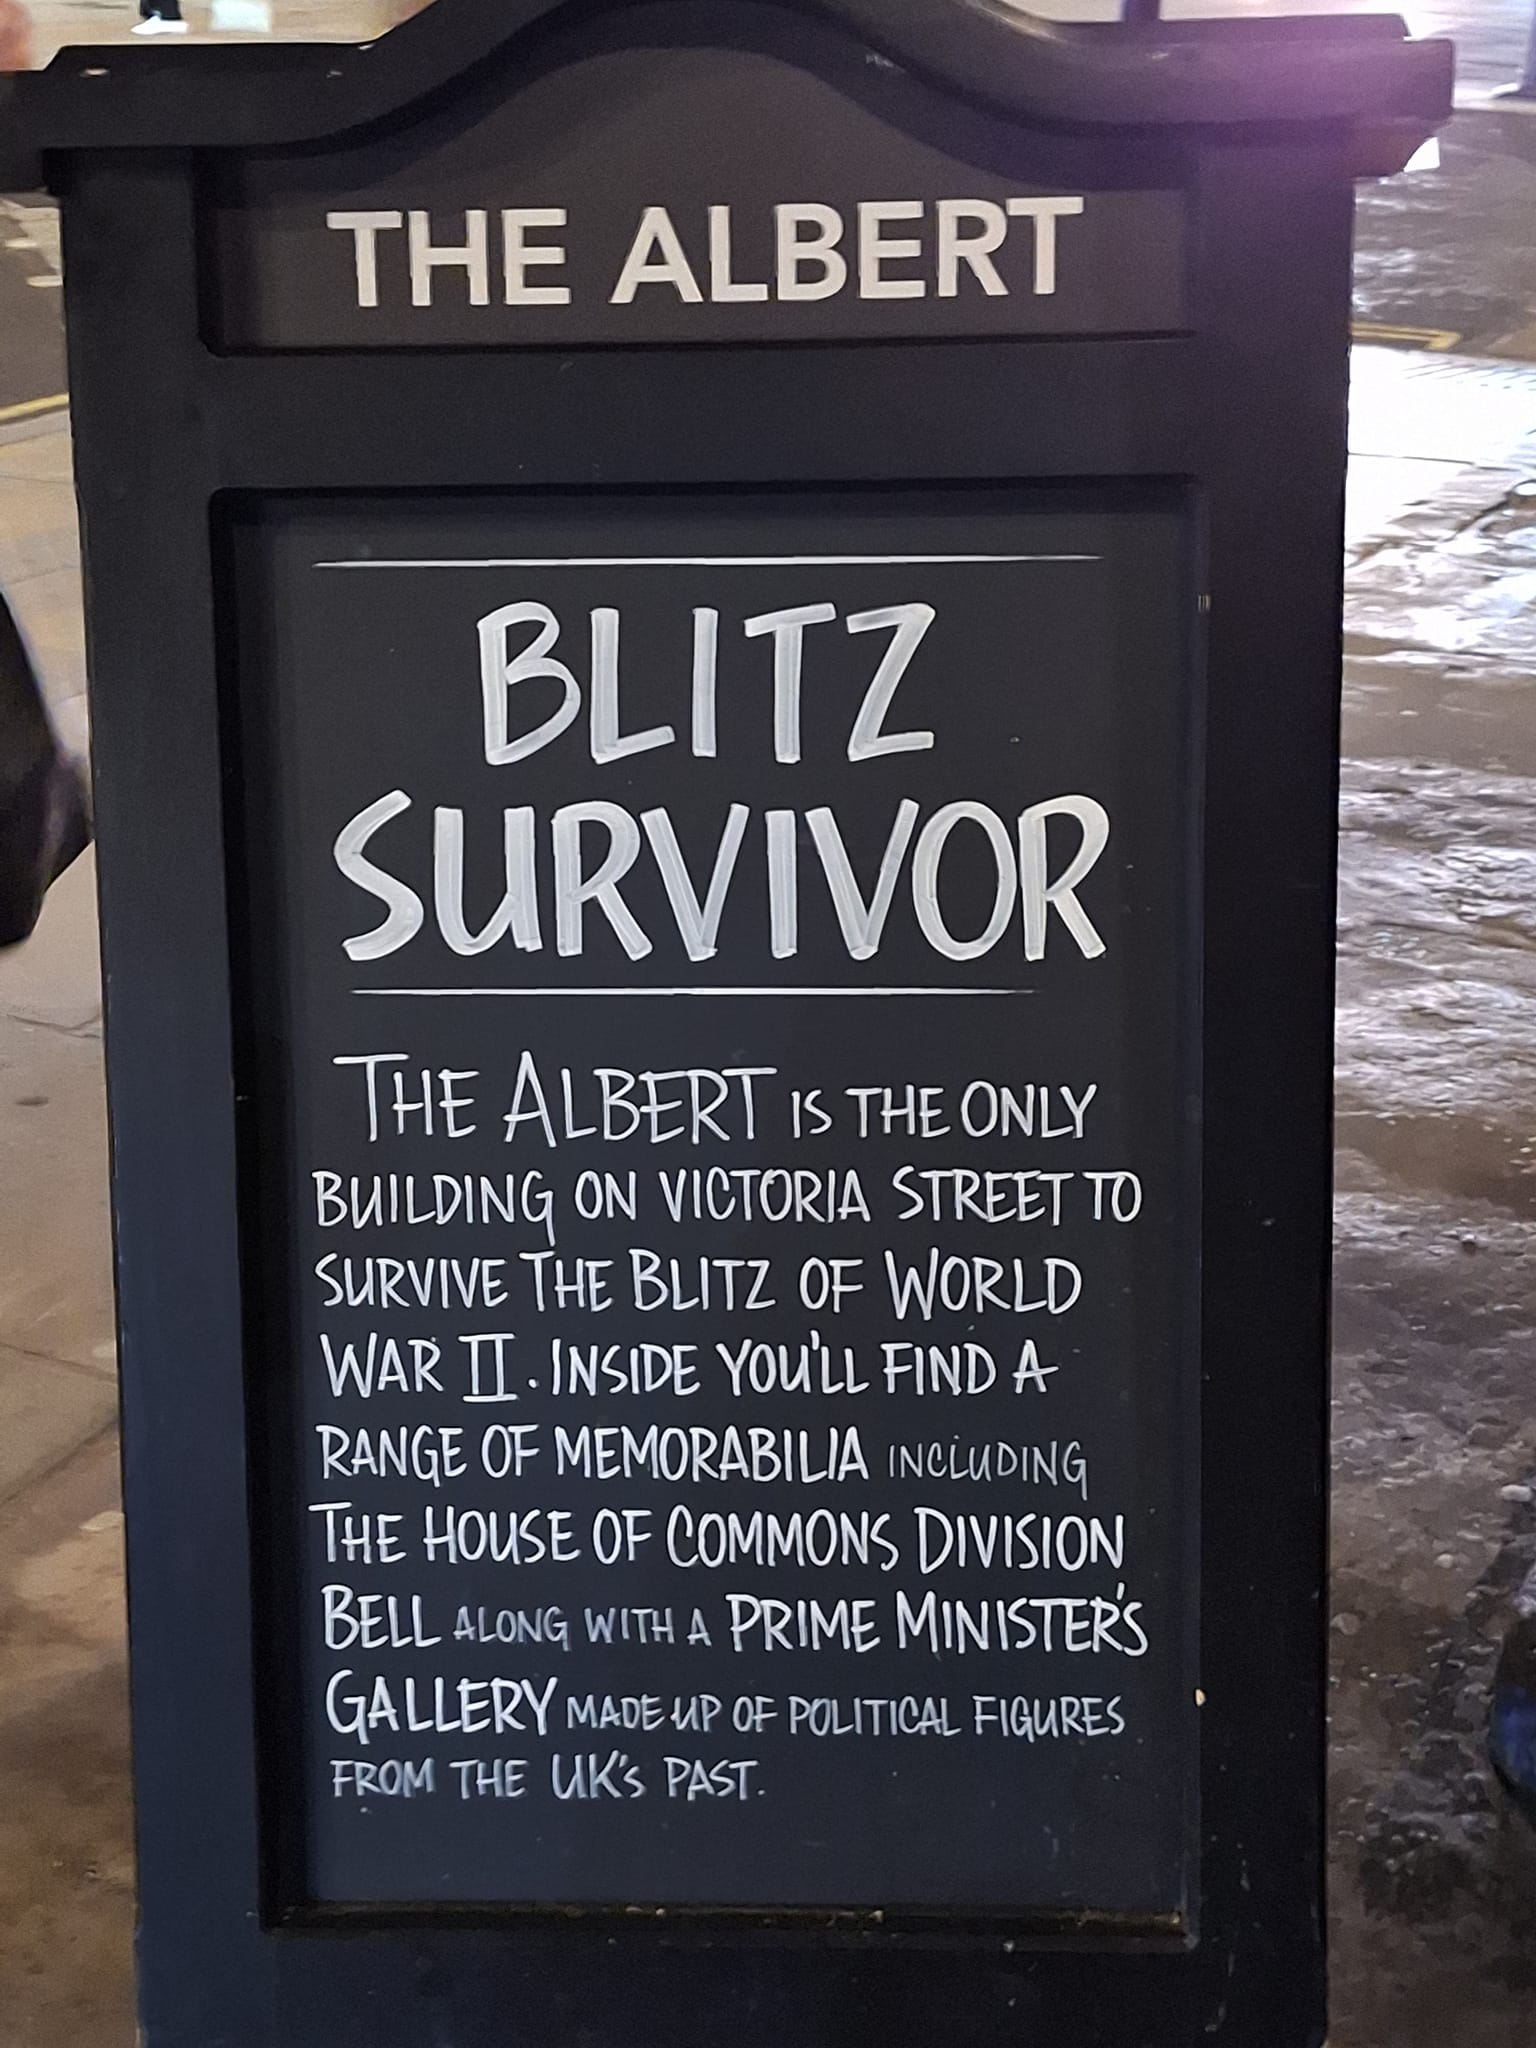 THE ALBERT
BLITZ
SURVIVOR
THE ALBERT IS THE ONLY
BUILDING ON VICTORIA STREET TO
SURVIVE THE BLITZ OF WORLD
WAR II. INSIDE YOU'LL FIND A
RANGE OF MEMORABILIA INCLUDING
THE HOUSE OF COMMONS DIVISION
BELL ALONG WITH A PRIME MINISTER'S
GALLERY MADE UP OF POLITICAL FIGURES
FROM THE UK'S PAST.